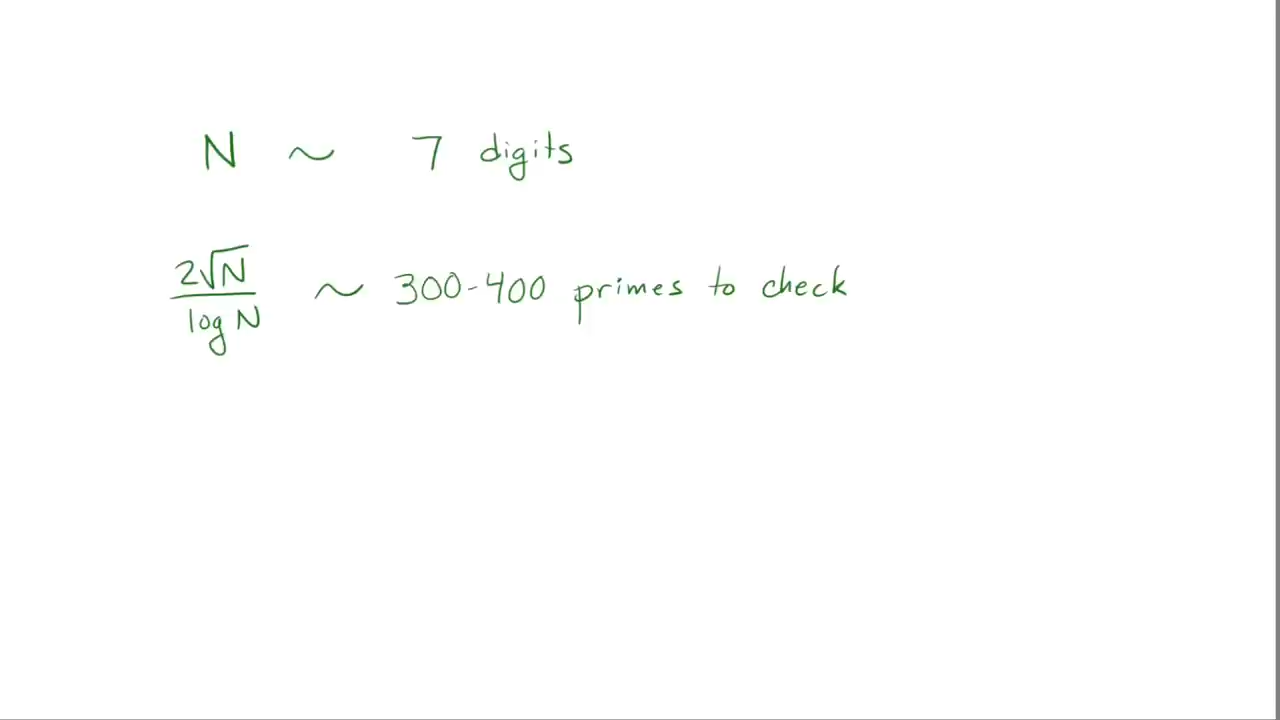 N ~ 7 digits
2√N / log N ~ 300-400 primes to check